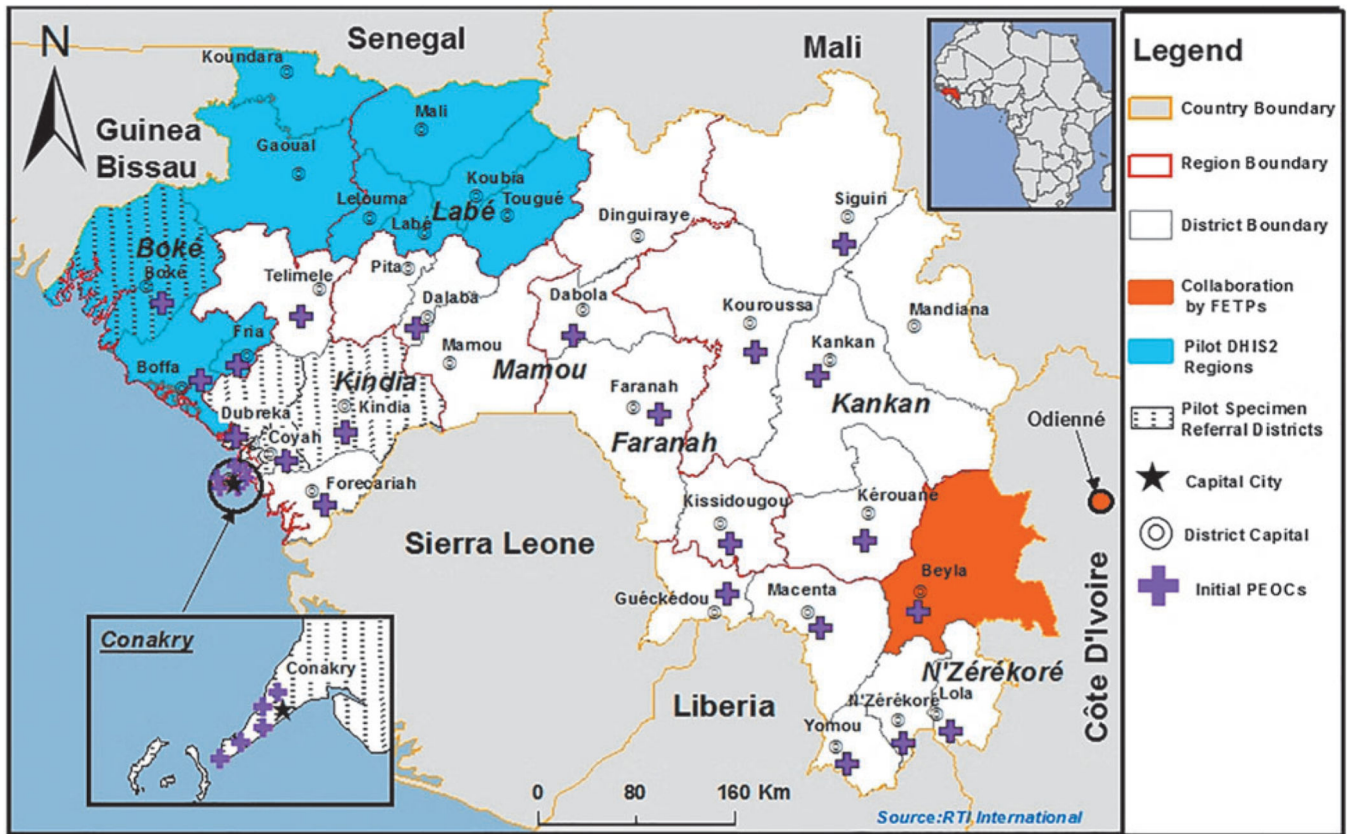 N
Senegal
Mali
Koundara
Guinea
Bissau
Mali
Gaoual
Koubia
Lelouma
Labé
Tougué
Labé
Dinguiraye
Siguiri
Boké
Boké
Telimele
Pita
Dalaba
Dabola
Kouroussa
Mandiana
Fria
Mamou
Kankan
Boffa
Kindia
Mamou
Kindia
Faranah
Kankan
Dubreka
Coyah
Faranah
Odienné
Forecariah
Kissidougou
Kérouané
Sierra Leone
Beyla
Guéckédou
Macenta
Conakry
Conakry
N'Zérékoré
Lola
N'Zérékoré
Liberia
Yomou
Côte D'Ivoire
0 80 160 Km
Source:RTI International
Legend
Country Boundary
Region Boundary
District Boundary
Collaboration
by FETPs
Pilot DHIS2
Regions
Pilot Specimen
Referral Districts
Capital City
District Capital
Initial PEOCs